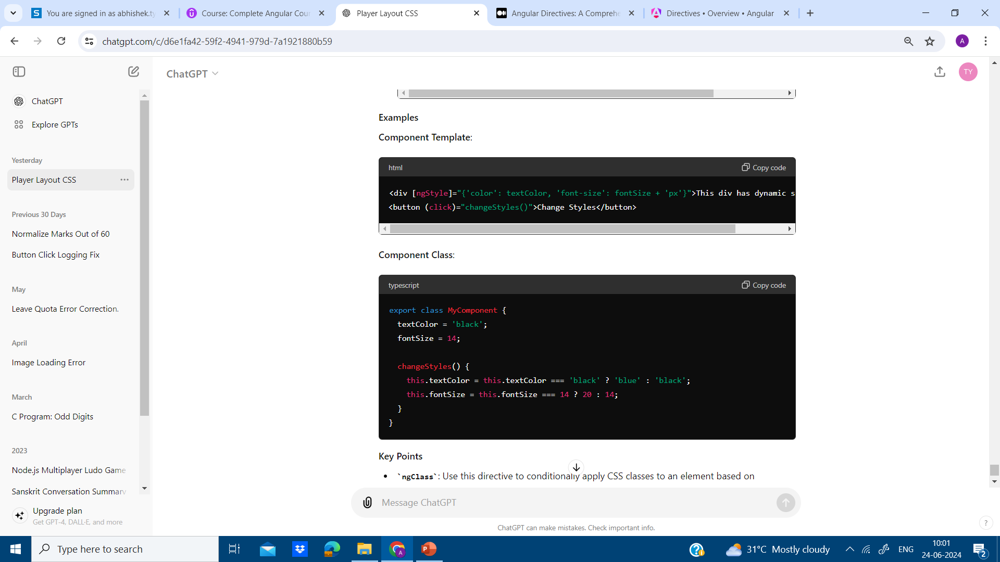 You are signed in as abhishek.ty
Course: Complete Angular Cour
Player Layout CSS
Angular Directives: A Comprehe
Directives • Overview • Angular
chatgpt.com/c/d6e1fa42-59f2-4941-979d-7a1921880b59
A
ChatGPT
TY
ChatGPT
Explore GPTs
Yesterday
Player Layout CSS
Previous 30 Days
Normalize Marks Out of 60
Button Click Logging Fix
May
Leave Quota Error Correction.
April
Image Loading Error
March
C Program: Odd Digits
2023
Node.js Multiplayer Ludo Game
Sanskrit Conversation Summary
Upgrade plan
Get GPT-4, DALL·E, and more
Examples
Component Template:
html
Copy code
<div [ngStyle]="{'color': textColor, 'font-size': fontSize + 'px'}">This div has dynamic s
<button (click)="changeStyles()">Change Styles</button>
Component Class:
typescript
Copy code
export class MyComponent {
textColor = 'black';
fontSize = 14;
changeStyles() {
this.textColor = this.textColor === 'black' ? 'blue' : 'black';
this.fontSize = this.fontSize === 14 ? 20 : 14;
}
}
Key Points
• `ngClass`: Use this directive to conditionally apply CSS classes to an element based on
Message ChatGPT
ChatGPT can make mistakes. Check important info.
?
Type here to search
31°C Mostly cloudy
ENG
10:01
24-06-2024
2